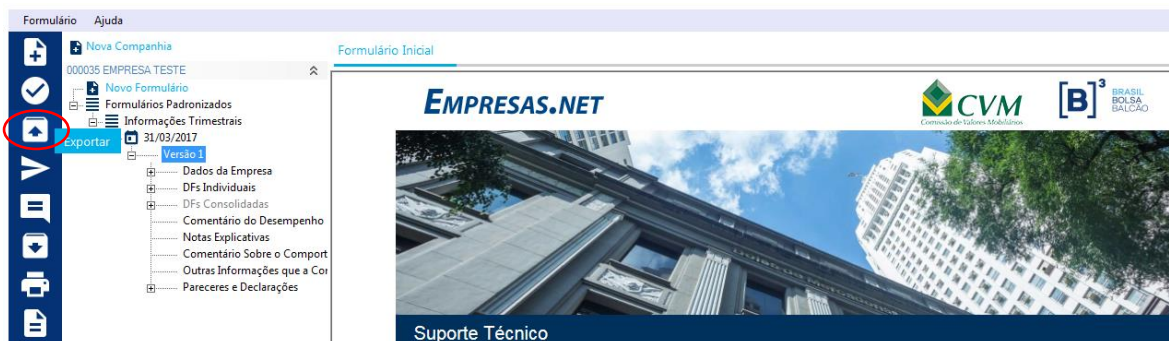 Formulário Ajuda
Nova Companhia
000035 EMPRESA TESTE
Novo Formulário
Formulários Padronizados
Informações Trimestrais
Exportar
31/03/2017
Versão 1
Dados da Empresa
DFs Individuais
DFs Consolidadas
Comentário do Desempenho
Notas Explicativas
Comentário Sobre o Comport
Outras Informações que a Cor
Pareceres e Declarações
Formulário Inicial
EMPRESAS.NET
CVM
Comissão de Valores Mobiliários
[B]³ BRASIL
BOLSA
BALCÃO
Suporte Técnico